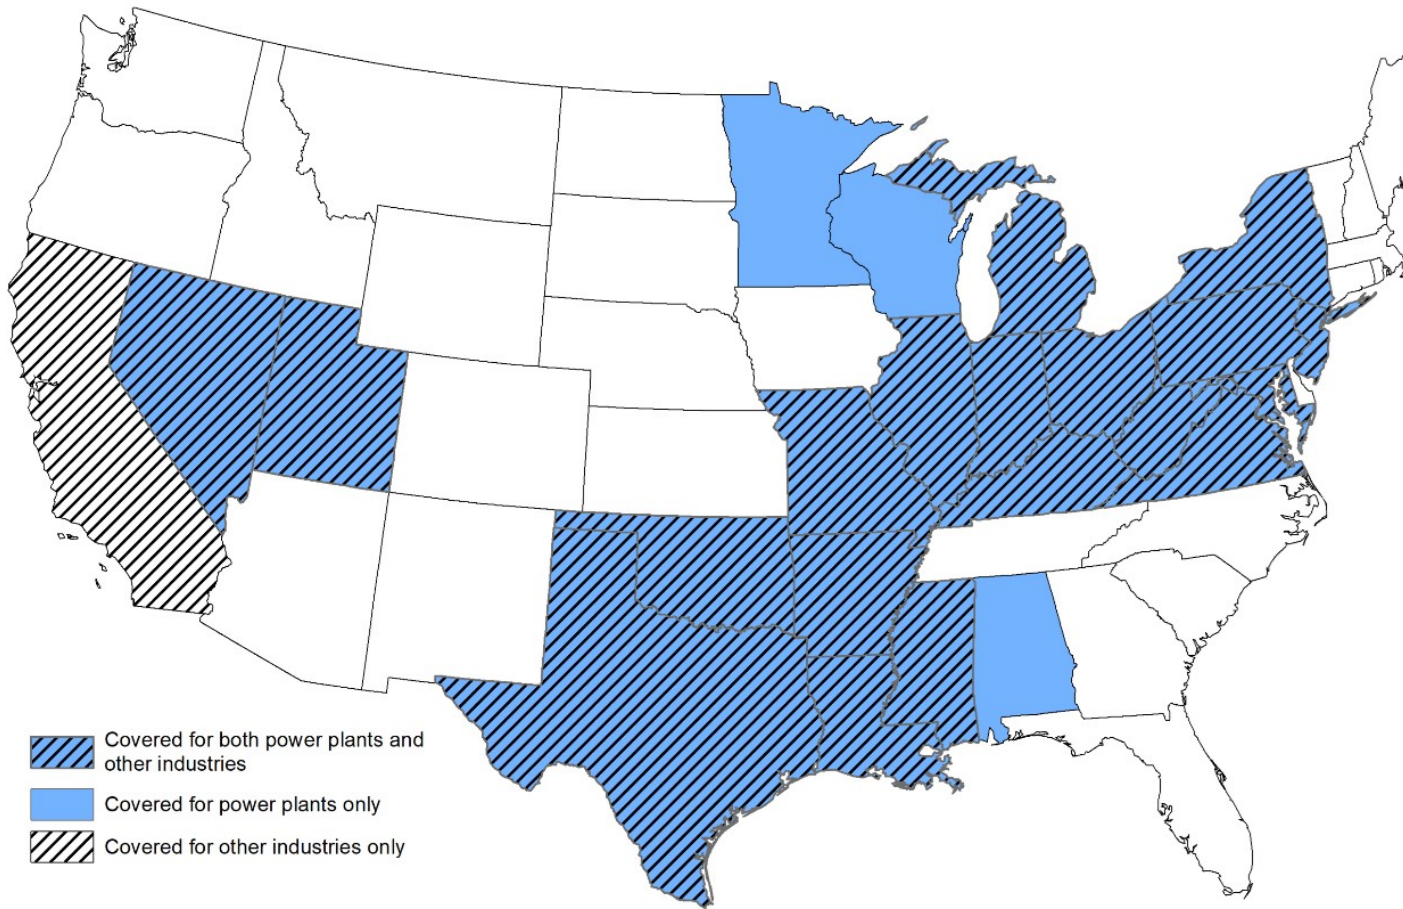 Covered for both power plants and
other industries
Covered for power plants only
Covered for other industries only